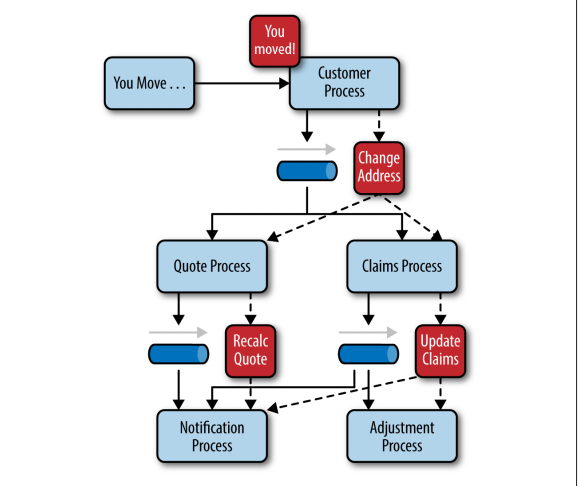 You
moved!
You Move ...
Customer
Process
Change
Address
Quote Process
Claims Process
Recalc
Quote
Update
Claims
Notification
Process
Adjustment
Process